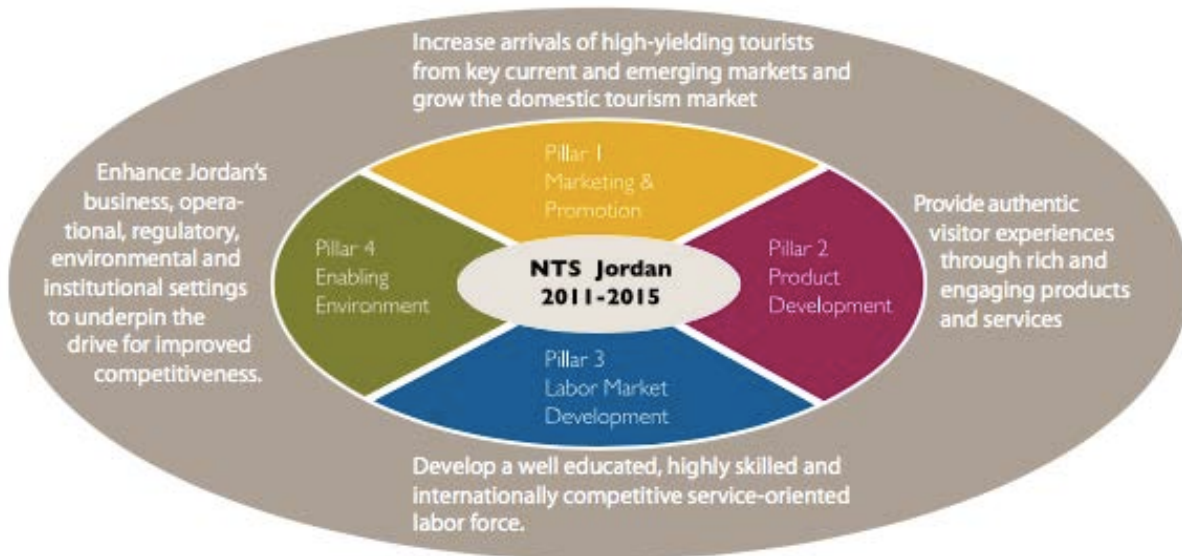 Increase arrivals of high-yielding tourists
from key current and emerging markets and
grow the domestic tourism market
Pillar 1
Marketing &
Promotion
Enhance Jordan's
business, opera-
tional, regulatory,
environmental and
institutional settings
to underpin the
drive for improved
competitiveness.
Pillar 4
Enabling
Environment
NTS Jordan
2011-2015
Pillar 2
Product
Development
Provide authentic
visitor experiences
through rich and
engaging products
and services
Pillar 3
Labor Market
Development
Develop a well educated, highly skilled and
internationally competitive service-oriented
labor force.